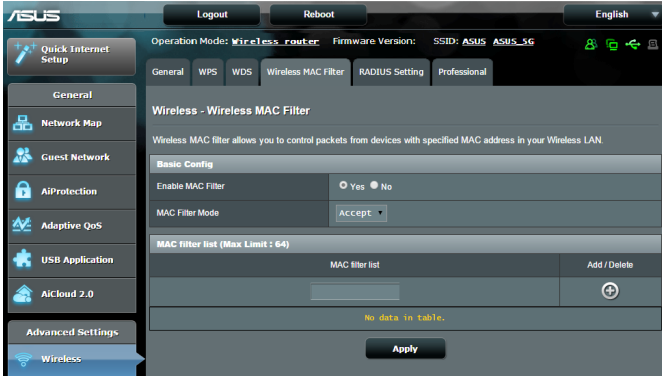 ASUS Logout Reboot English
Quick Internet Setup
Operation Mode: Wireless router Firmware Version: SSID: ASUS ASUS_5G
General WPS WDS Wireless MAC Filter RADIUS Setting Professional
General
Network Map
Guest Network
AiProtection
Adaptive QoS
USB Application
AiCloud 2.0
Advanced Settings
Wireless
Wireless - Wireless MAC Filter
Wireless MAC filter allows you to control packets from devices with specified MAC address in your Wireless LAN.
Basic Config
Enable MAC Filter Yes No
MAC Filter Mode Accept
MAC filter list (Max Limit : 64)
MAC filter list Add / Delete
No data in table.
Apply